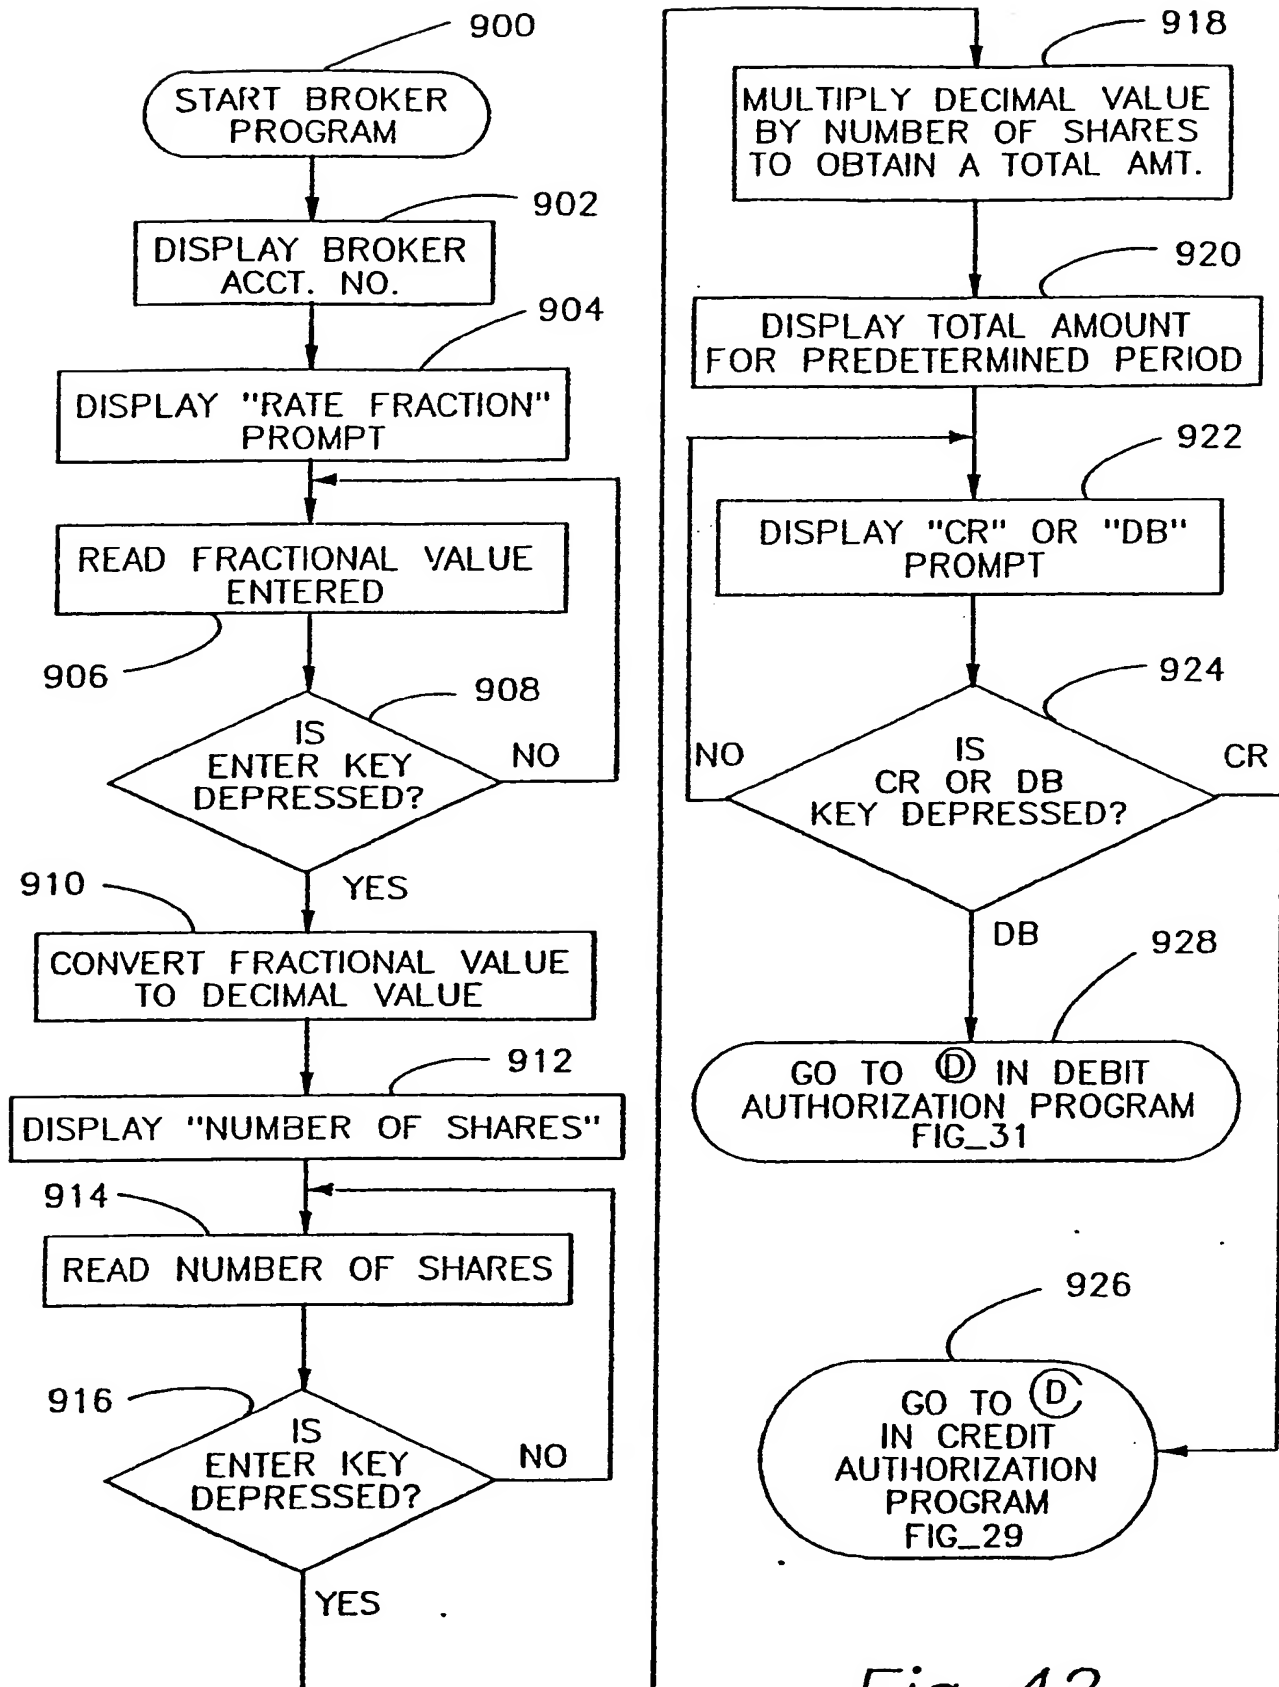 900
START BROKER
PROGRAM
902
DISPLAY BROKER
ACCT. NO.
904
DISPLAY "RATE FRACTION"
PROMPT
READ FRACTIONAL VALUE
ENTERED
906
908
IS
ENTER KEY
DEPRESSED?
NO
YES
910
CONVERT FRACTIONAL VALUE
TO DECIMAL VALUE
912
DISPLAY "NUMBER OF SHARES"
914
READ NUMBER OF SHARES
916
IS
ENTER KEY
DEPRESSED?
NO
YES
918
MULTIPLY DECIMAL VALUE
BY NUMBER OF SHARES
TO OBTAIN A TOTAL AMT.
920
DISPLAY TOTAL AMOUNT
FOR PREDETERMINED PERIOD
922
DISPLAY "CR" OR "DB"
PROMPT
924
IS
CR OR DB
KEY DEPRESSED?
NO
CR
DB
928
GO TO D IN DEBIT
AUTHORIZATION PROGRAM
FIG_31
926
GO TO D
IN CREDIT
AUTHORIZATION
PROGRAM
FIG_29